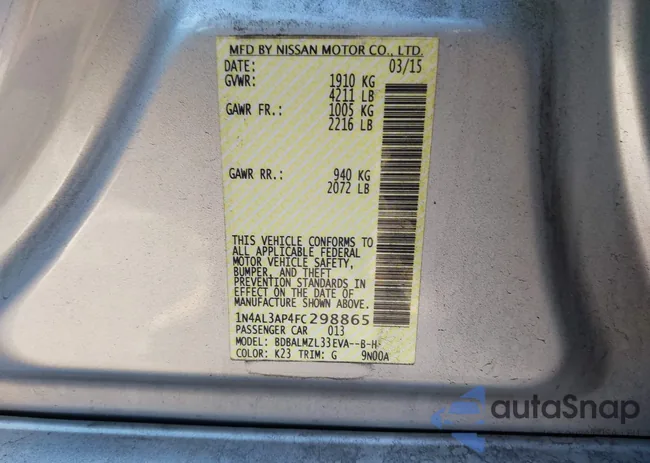 MFD BY NISSAN MOTOR CO., LTD.
DATE: 03/15
GVWR: 1910 KG
4211 LB
GAWR FR.: 1005 KG
2216 LB
GAWR RR.: 940 KG
2072 LB
THIS VEHICLE CONFORMS TO
ALL APPLICABLE FEDERAL
MOTOR VEHICLE SAFETY,
BUMPER, AND THEFT
PREVENTION STANDARDS IN
EFFECT ON THE DATE OF
MANUFACTURE SHOWN ABOVE.
1N4AL3AP4FC298865
PASSENGER CAR 013
MODEL: BDBALMZL33EVA--B-H-
COLOR: K23 TRIM: G 9N00A
autoSnap